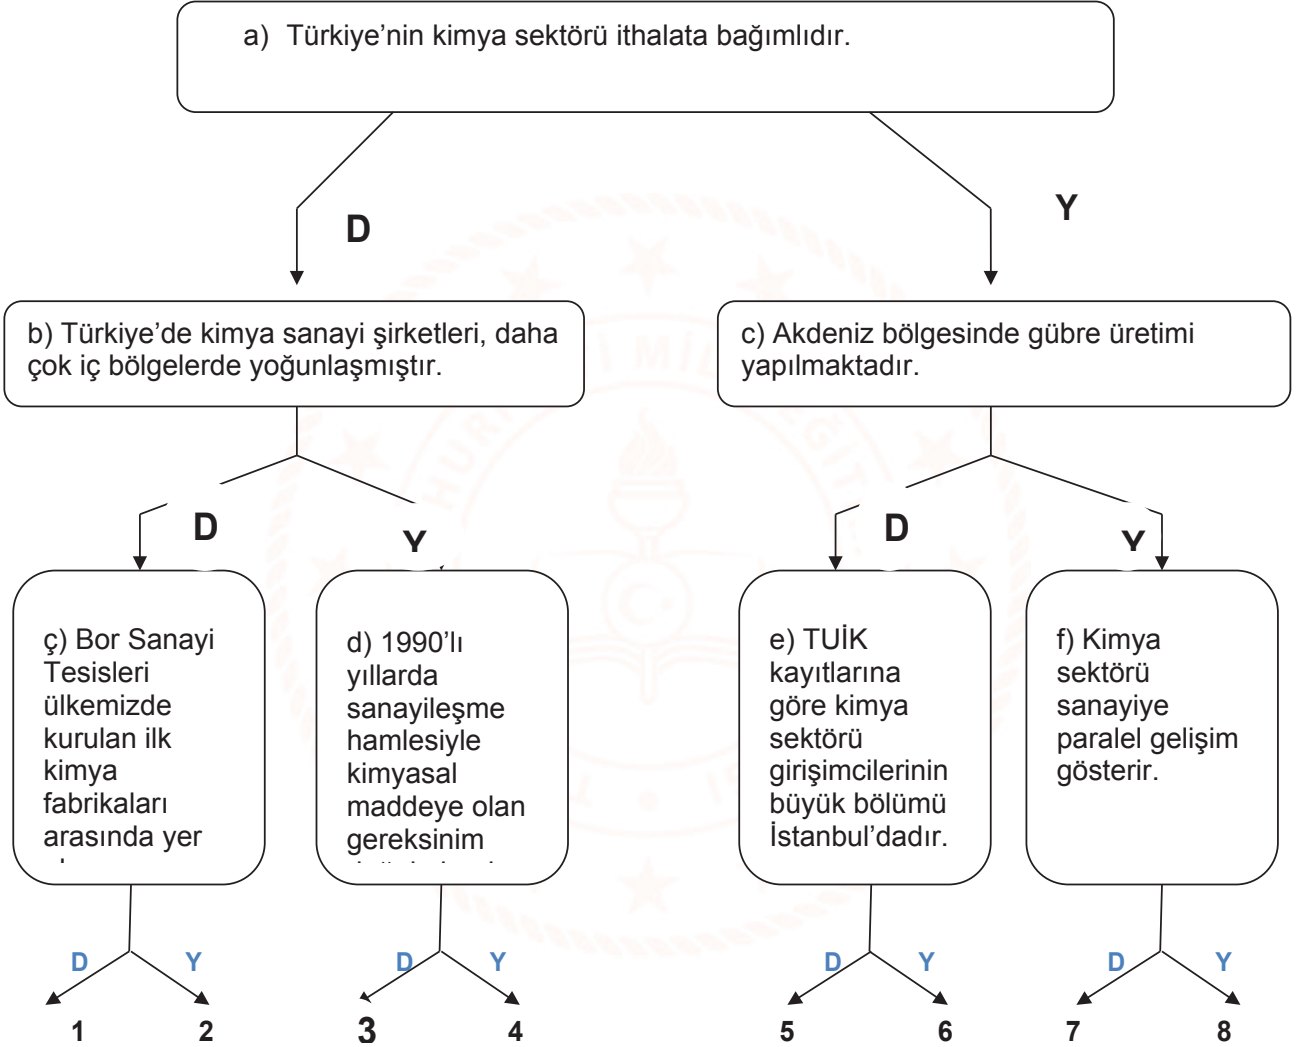 a) Türkiye’nin kimya sektörü ithalata bağımlıdır.
D
Y
b) Türkiye’de kimya sanayi şirketleri, daha
çok iç bölgelerde yoğunlaşmıştır.
c) Akdeniz bölgesinde gübre üretimi
yapılmaktadır.
D
Y
D
Y
ç) Bor Sanayi
Tesisleri
ülkemizde
kurulan ilk
kimya
fabrikaları
arasında yer
d) 1990’lı
yıllarda
sanayileşme
hamlesiyle
kimyasal
maddeye olan
gereksinim
e) TUİK
kayıtlarına
göre kimya
sektörü
girişimcilerinin
büyük bölümü
İstanbul’dadır.
f) Kimya
sektörü
sanayiye
paralel gelişim
gösterir.
D Y D Y D Y D Y
1 2 3 4 5 6 7 8